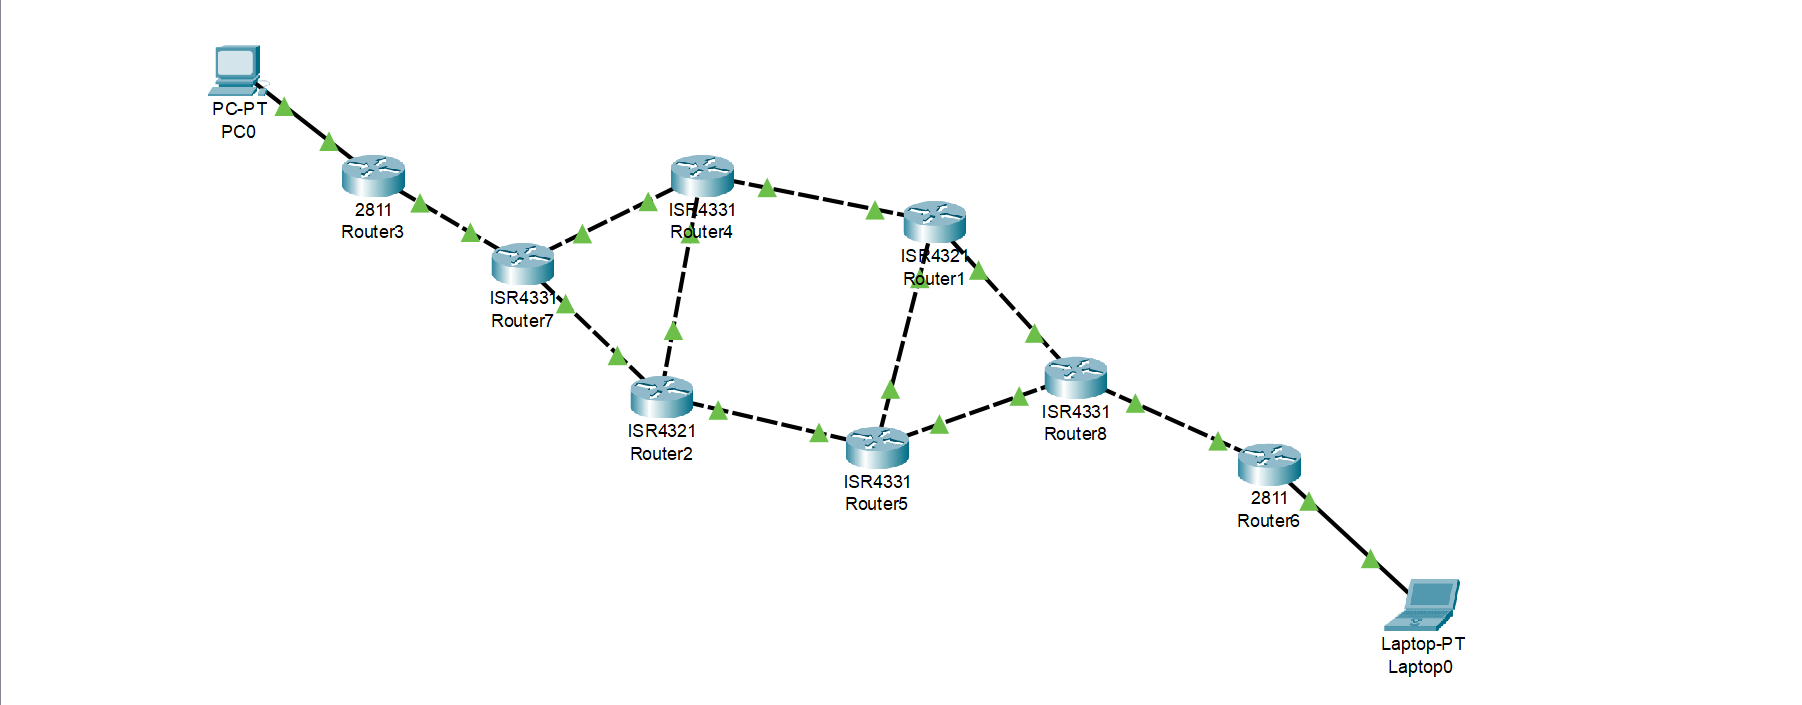 PC-PT
PC0
2811
Router3
ISR4331
Router7
ISR4331
Router4
ISR4321
Router1
ISR4321
Router2
ISR4331
Router5
ISR4331
Router8
2811
Router6
Laptop-PT
Laptop0